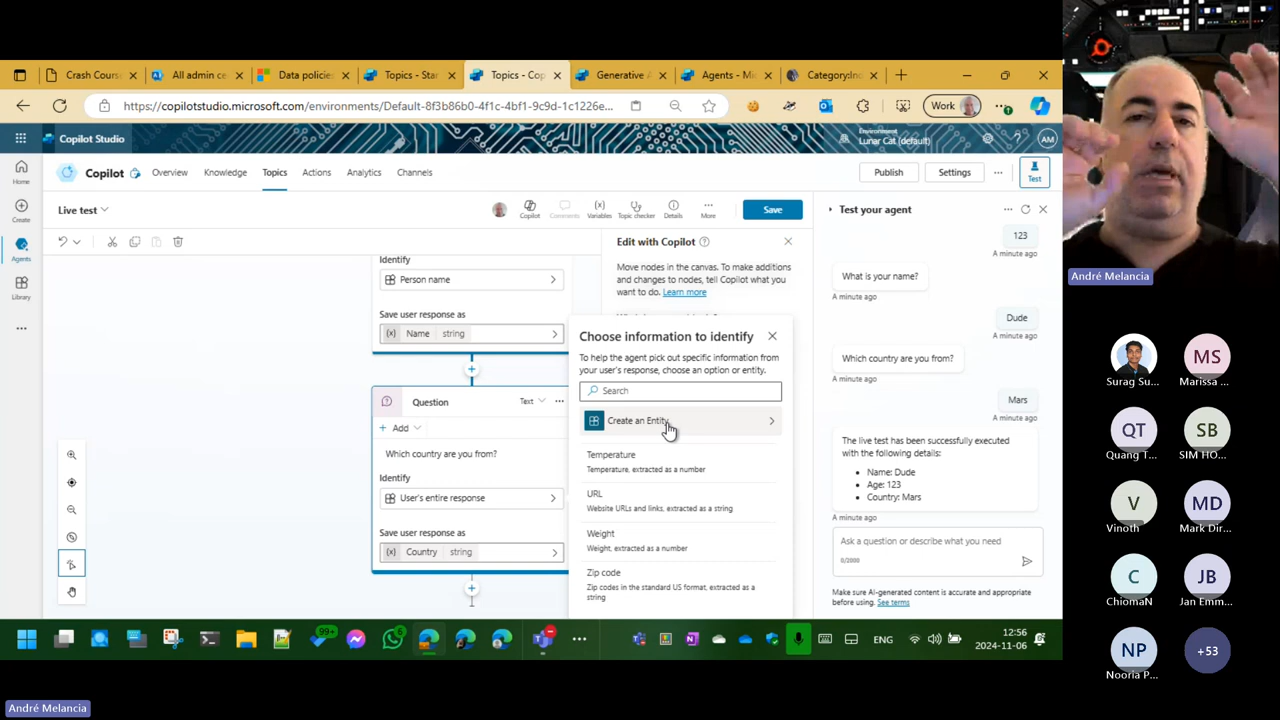 Crash Cours
All admin ce
Data policies
Topics - Star
Topics - Cop
Generative A
Agents - Mi
Category:Inc
https://copilotstudio.microsoft.com/environments/Default-8f3b86b0-4f1c-4bf1-9c9d-1c1226e...
Work
Copilot Studio
Environment
Lunar Cat (default)
AM
Home
Create
Agents
Library
Copilot
Overview
Knowledge
Topics
Actions
Analytics
Channels
Publish
Settings
Test
Live test
Copilot
Comments
Variables
Topic checker
Details
More
Save
Identify
Person name
Save user response as
{x} Name string
Question
Text
Add
Which country are you from?
Identify
User's entire response
Save user response as
{x} Country string
Edit with Copilot
Move nodes in the canvas. To make additions
and changes to nodes, tell Copilot what you
want to do. Learn more
Choose information to identify
To help the agent pick out specific information from
your user's response, choose an option or entity.
Search
Create an Entity
Temperature
Temperature, extracted as a number
URL
Website URLs and links, extracted as a string
Weight
Weight, extracted as a number
Zip code
Zip codes in the standard US format, extracted as a
string
Test your agent
123
A minute ago
What is your name?
A minute ago
Dude
A minute ago
Which country are you from?
A minute ago
Mars
A minute ago
The live test has been successfully executed
with the following details:
• Name: Dude
• Age: 123
• Country: Mars
A minute ago
Ask a question or describe what you need
0/2000
Make sure AI-generated content is accurate and appropriate
before using. See terms
99+
6
ENG
12:56
2024-11-06
André Melancia
Surag Su...
MS
Marissa ...
QT
Quang T...
SB
SIM HO...
V
Vinoth
MD
Mark Dir...
C
ChiomaN
JB
Jan Emm...
NP
Nooria P...
+53
André Melancia